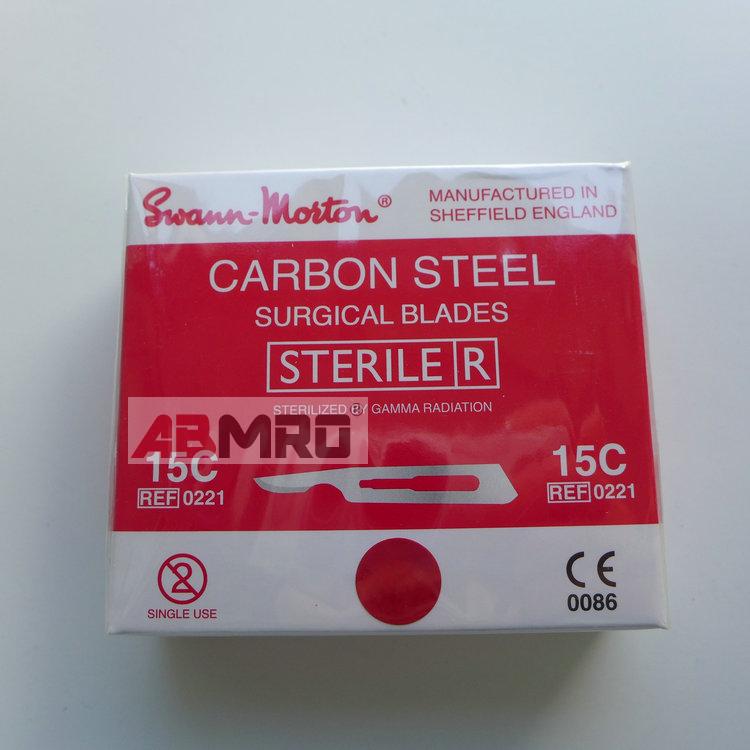 Swann-Morton®
MANUFACTURED IN
SHEFFIELD ENGLAND
CARBON STEEL
SURGICAL BLADES
STERILE R
STERILIZED BY GAMMA RADIATION
ABMRO®
15C
REF 0221
15C
REF 0221
2
SINGLE USE
CE
0086